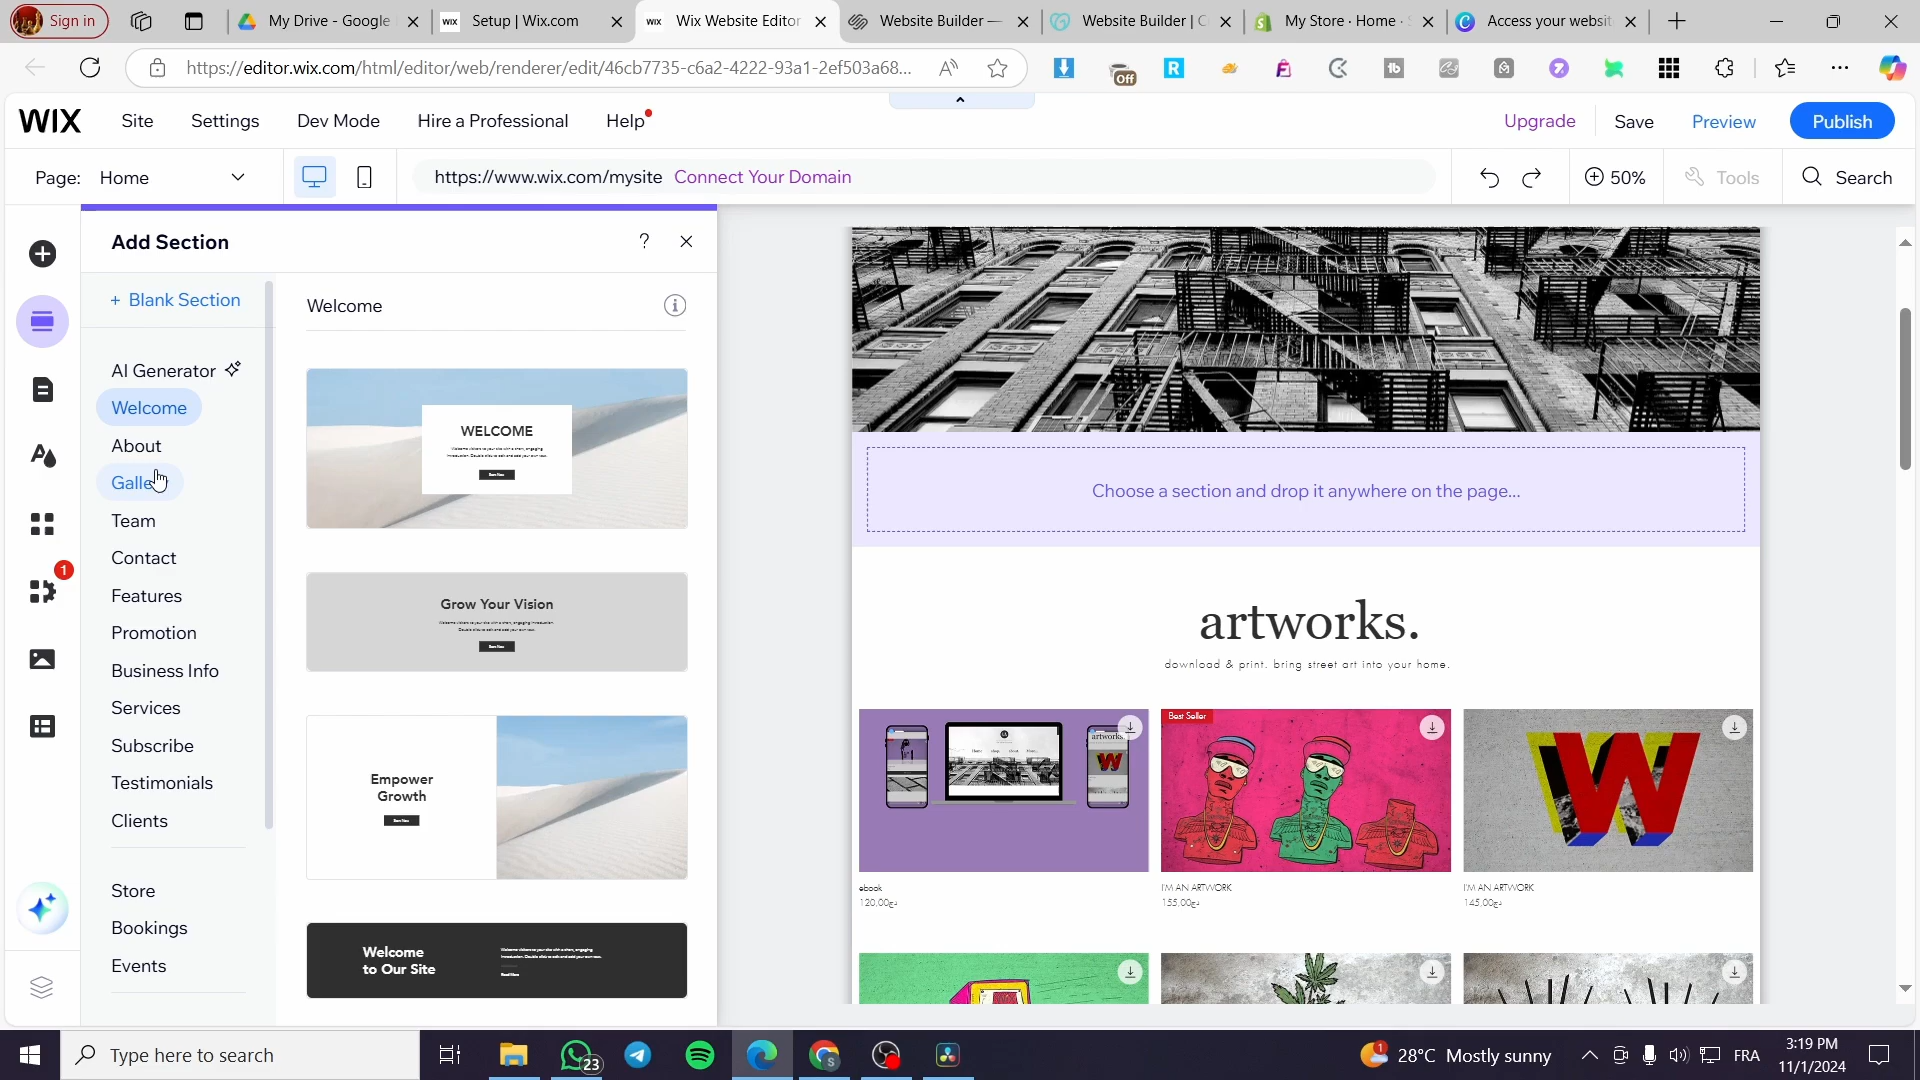 Sign in
My Drive - Google
Setup | Wix.com
Wix Website Editor
Website Builder —
Website Builder | C
My Store · Home ·
Access your websit
https://editor.wix.com/html/editor/web/renderer/edit/46cb7735-c6a2-4222-93a1-2ef503a68...
Off
WIX
Site
Settings
Dev Mode
Hire a Professional
Help
Upgrade
Save
Preview
Publish
Page: Home
https://www.wix.com/mysite Connect Your Domain
50%
Tools
Search
Add Section
?
+ Blank Section
AI Generator
Welcome
About
Galle
Team
Contact
Features
Promotion
Business Info
Services
Subscribe
Testimonials
Clients
Store
Bookings
Events
1
Welcome
WELCOME
Grow Your Vision
Empower
Growth
Welcome
to Our Site
Choose a section and drop it anywhere on the page...
artworks.
download & print. bring street art into your home.
Best Seller
artworks.
W
ebook
I'M AN ARTWORK
I'M AN ARTWORK
120,00دج
155,00دج
145,00دج
Type here to search
23
1
28°C Mostly sunny
FRA
3:19 PM
11/1/2024